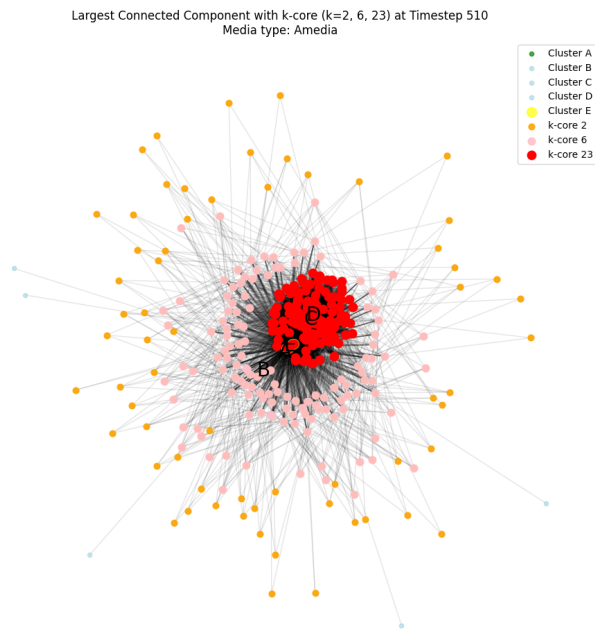 Largest Connected Component with k-core (k=2, 6, 23) at Timestep 510
Media type: Amedia
Cluster A
Cluster B
Cluster C
Cluster D
Cluster E
k-core 2
k-core 6
k-core 23
D
C
B